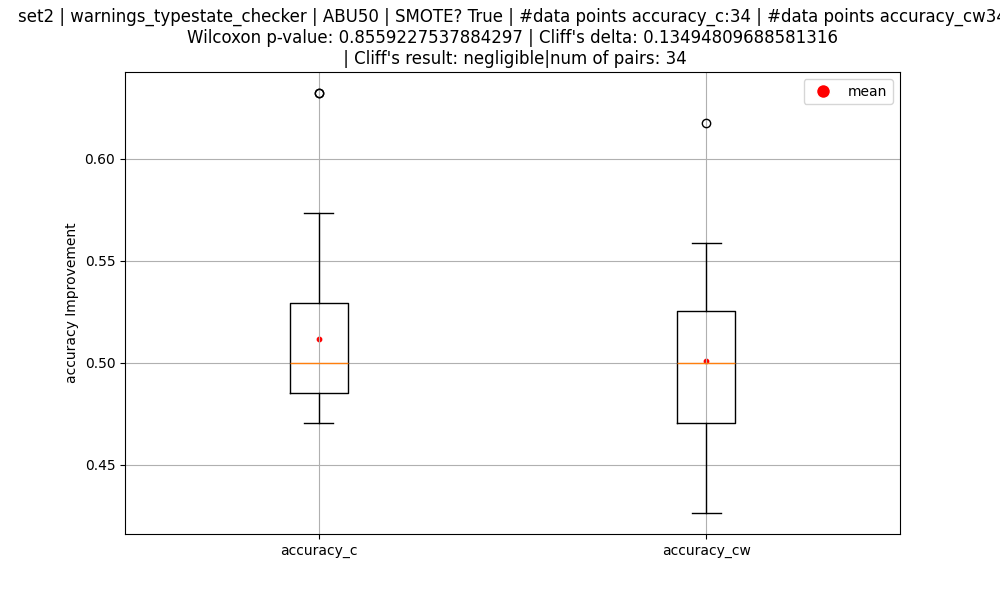 set2 | warnings_typestate_checker | ABU50 | SMOTE? True | #data points accuracy_c:34 | #data points accuracy_cw34
Wilcoxon p-value: 0.8559227537884297 | Cliff's delta: 0.13494809688581316
| Cliff's result: negligible|num of pairs: 34
mean
0.60
0.55
0.50
0.45
accuracy Improvement
accuracy_c
accuracy_cw